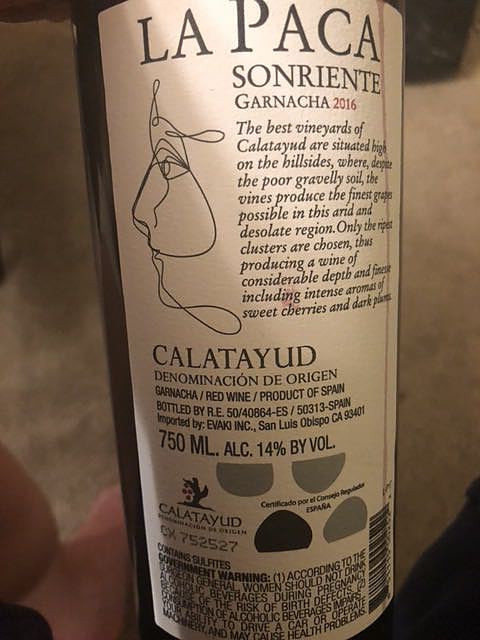 LA PACA
SONRIENTE
GARNACHA 2016
The best vineyards of
Calatayud are situated high
on the hillsides, where, despite
the poor gravelly soil, the
vines produce the finest grapes
possible in this arid and
desolate region. Only the ripest
clusters are chosen, thus
producing a wine of
considerable depth and finesse
including intense aromas of
sweet cherries and dark plums.
CALATAYUD
DENOMINACIÓN DE ORIGEN
GARNACHA / RED WINE / PRODUCT OF SPAIN
BOTTLED BY R.E. 50/40864-ES / 50313-SPAIN
Imported by: EVAKI INC., San Luis Obispo CA 93401
750 ML. ALC. 14% BY VOL.
Certificado por el Consejo Regulador
ESPAÑA
CALATAYUD
DENOMINACIÓN DE ORIGEN
CX 752527
CONTAINS SULFITES
GOVERNMENT WARNING: (1) ACCORDING TO THE
SURGEON GENERAL, WOMEN SHOULD NOT DRINK
ALCOHOLIC BEVERAGES DURING PREGNANCY
THE RISK OF BIRTH DEFECTS. (2)
CONSUMPTION OF ALCOHOLIC BEVERAGES IMPAIRS
ABILITY TO DRIVE A CAR OR OPERATE
MACHINERY, AND MAY CAUSE HEALTH PROBLEMS.